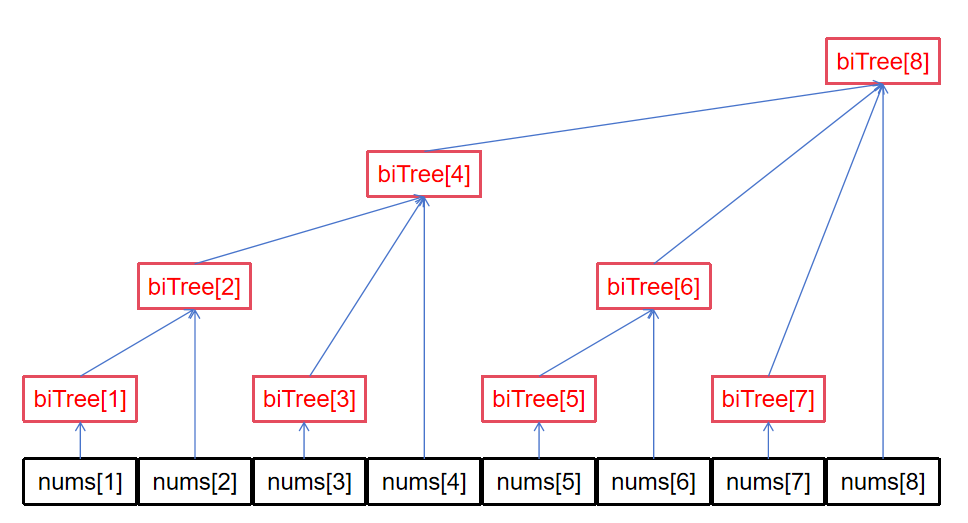 biTree[8]
biTree[4]
biTree[2] biTree[6]
biTree[1] biTree[3] biTree[5] biTree[7]
nums[1] nums[2] nums[3] nums[4] nums[5] nums[6] nums[7] nums[8]